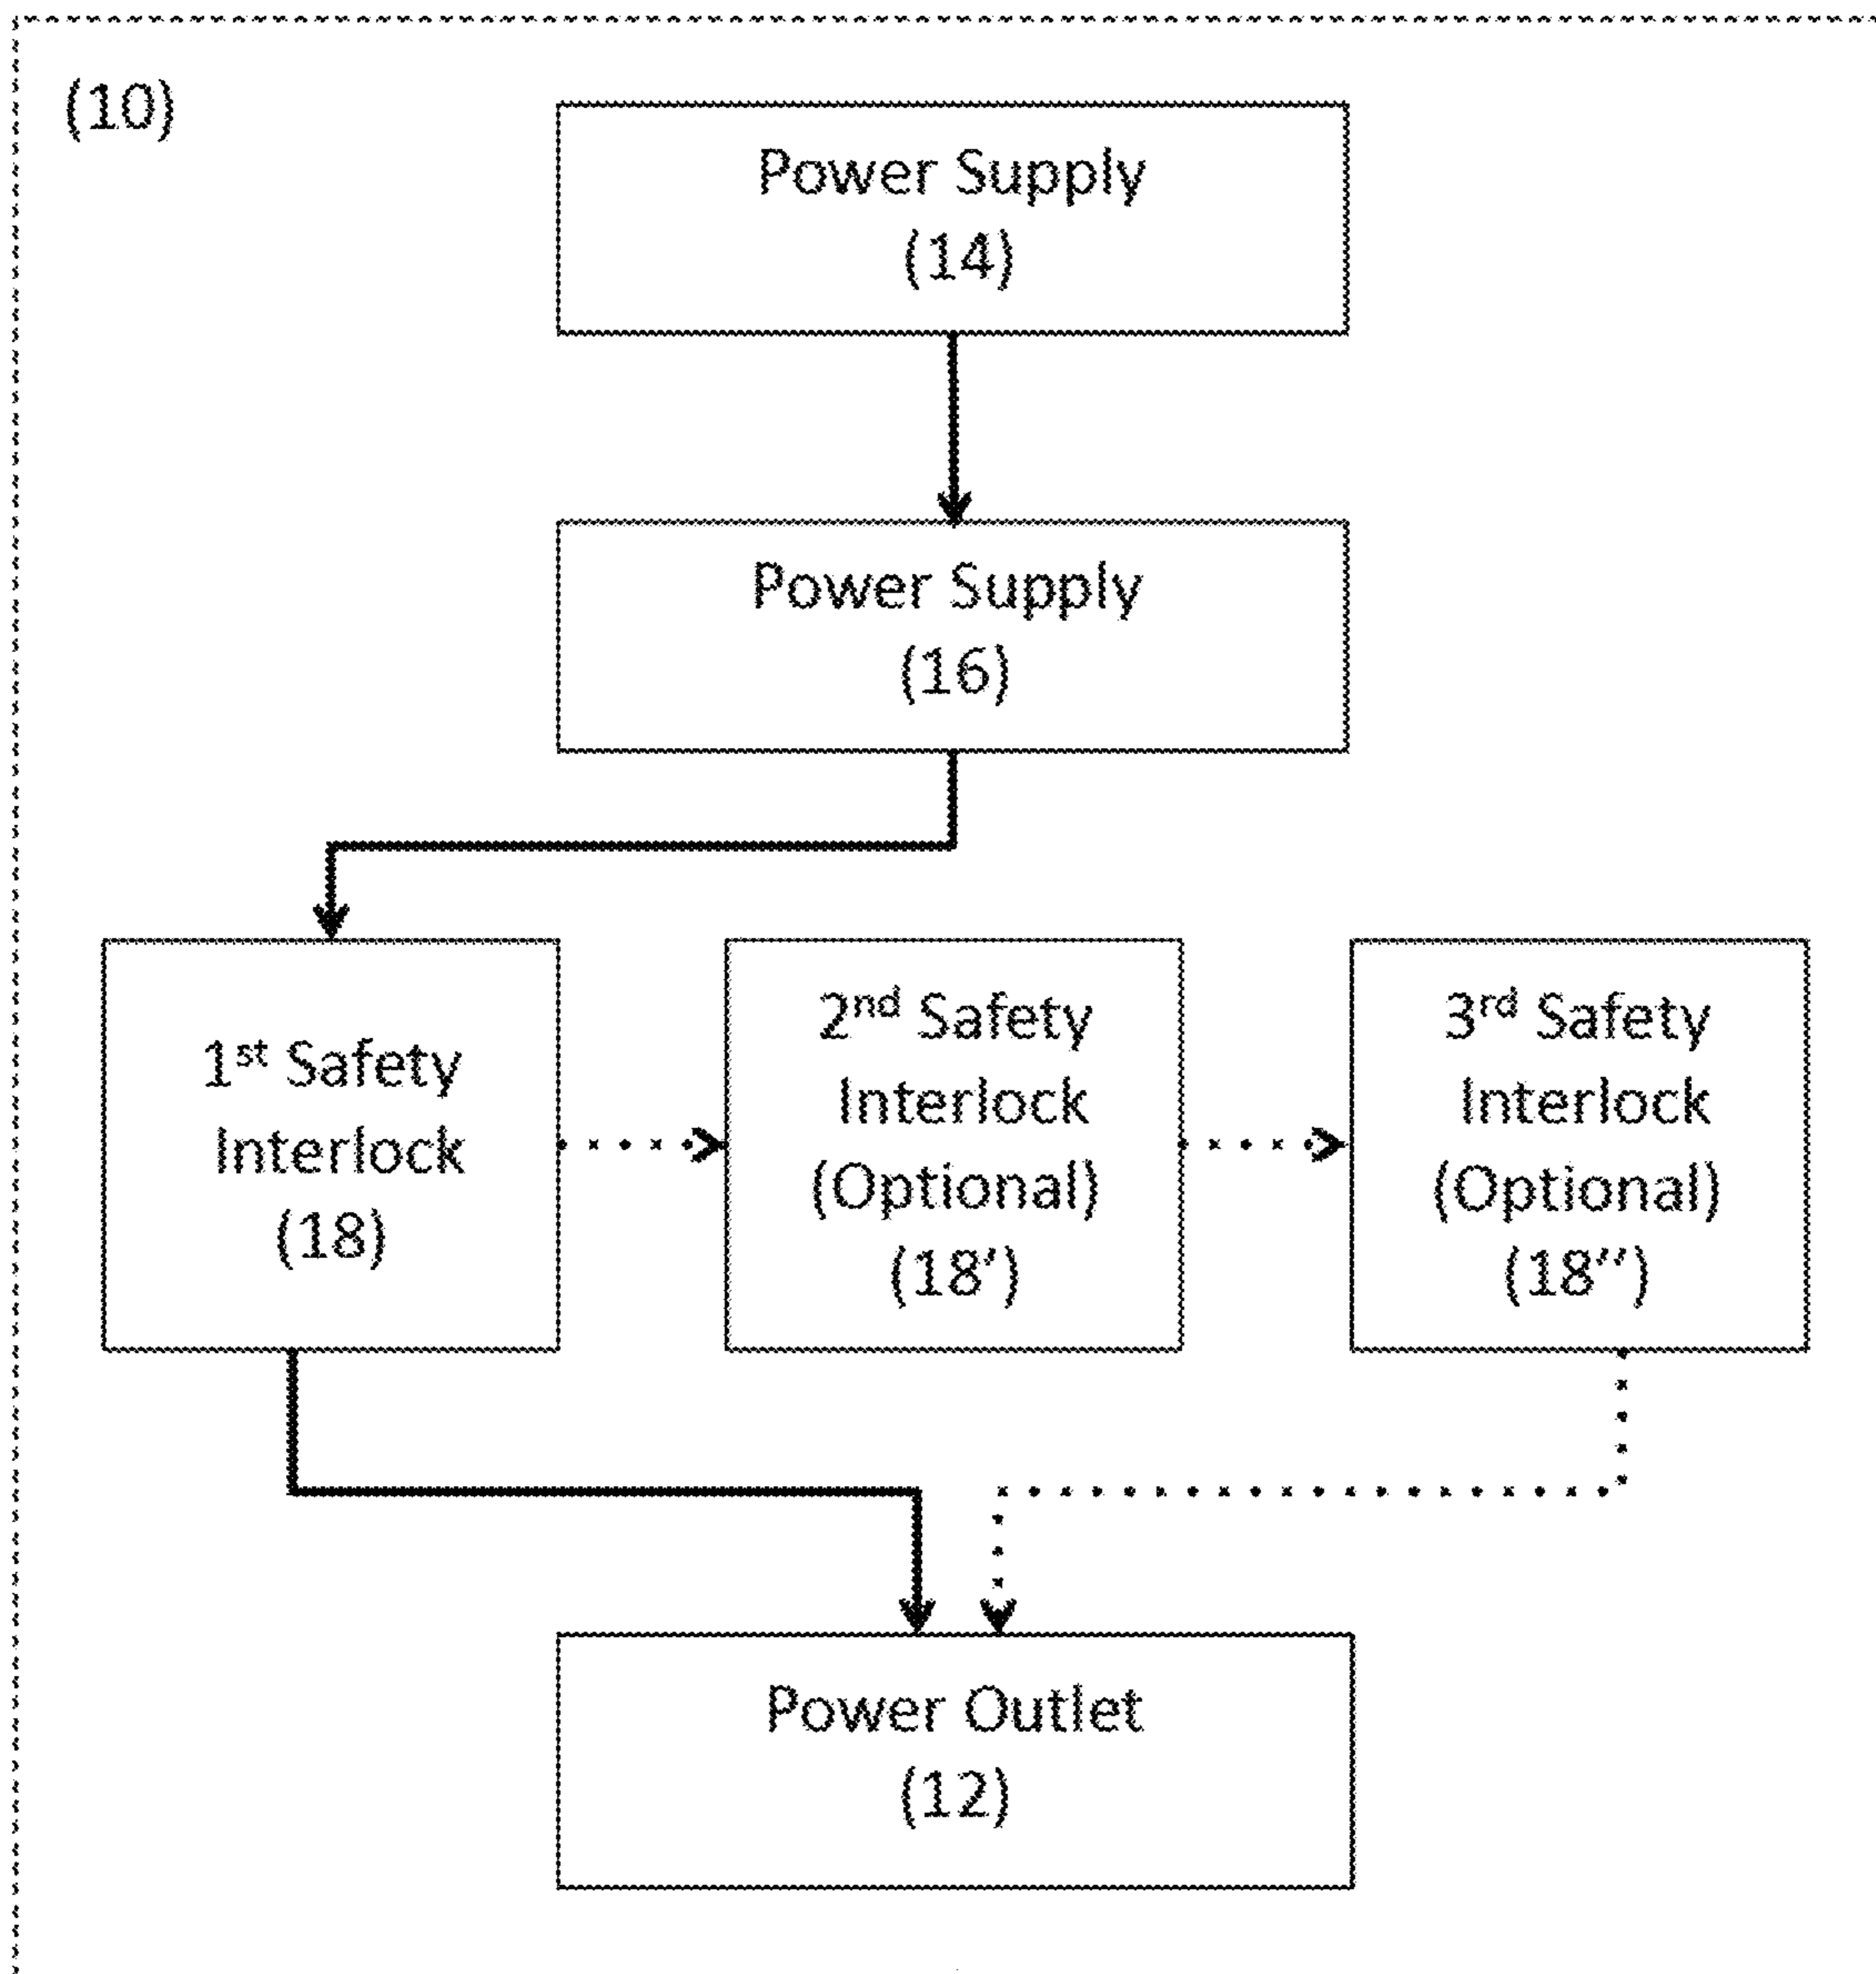 (10)
Power Supply
(14)
Power Supply
(16)
1st Safety
Interlock
(18)
2nd Safety
Interlock
(Optional)
(18′)
3rd Safety
Interlock
(Optional)
(18″)
Power Outlet
(12)